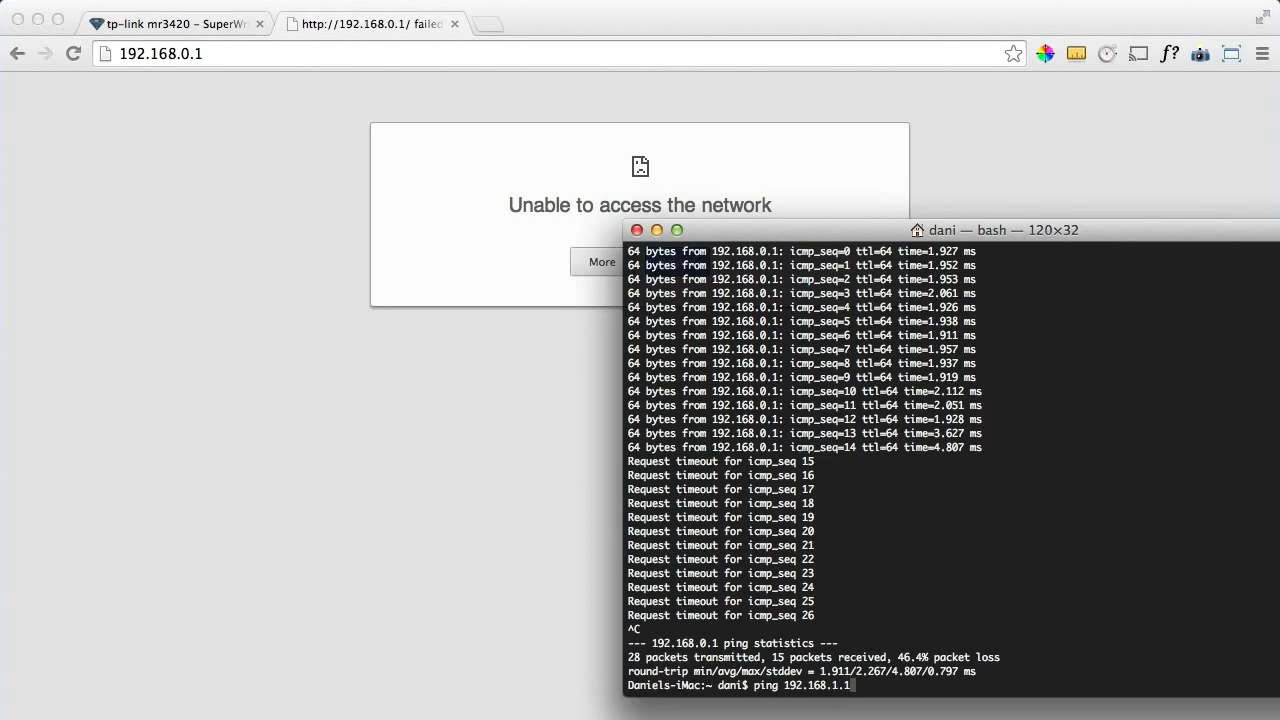 tp-link mr3420 - SuperWr
http://192.168.0.1/ failed
192.168.0.1
f?
Unable to access the network
More
dani — bash — 120×32
64 bytes from 192.168.0.1: icmp_seq=0 ttl=64 time=1.927 ms
64 bytes from 192.168.0.1: icmp_seq=1 ttl=64 time=1.952 ms
64 bytes from 192.168.0.1: icmp_seq=2 ttl=64 time=1.953 ms
64 bytes from 192.168.0.1: icmp_seq=3 ttl=64 time=2.061 ms
64 bytes from 192.168.0.1: icmp_seq=4 ttl=64 time=1.926 ms
64 bytes from 192.168.0.1: icmp_seq=5 ttl=64 time=1.938 ms
64 bytes from 192.168.0.1: icmp_seq=6 ttl=64 time=1.911 ms
64 bytes from 192.168.0.1: icmp_seq=7 ttl=64 time=1.957 ms
64 bytes from 192.168.0.1: icmp_seq=8 ttl=64 time=1.937 ms
64 bytes from 192.168.0.1: icmp_seq=9 ttl=64 time=1.919 ms
64 bytes from 192.168.0.1: icmp_seq=10 ttl=64 time=2.112 ms
64 bytes from 192.168.0.1: icmp_seq=11 ttl=64 time=2.051 ms
64 bytes from 192.168.0.1: icmp_seq=12 ttl=64 time=1.928 ms
64 bytes from 192.168.0.1: icmp_seq=13 ttl=64 time=3.627 ms
64 bytes from 192.168.0.1: icmp_seq=14 ttl=64 time=4.807 ms
Request timeout for icmp_seq 15
Request timeout for icmp_seq 16
Request timeout for icmp_seq 17
Request timeout for icmp_seq 18
Request timeout for icmp_seq 19
Request timeout for icmp_seq 20
Request timeout for icmp_seq 21
Request timeout for icmp_seq 22
Request timeout for icmp_seq 23
Request timeout for icmp_seq 24
Request timeout for icmp_seq 25
Request timeout for icmp_seq 26
^C
--- 192.168.0.1 ping statistics ---
28 packets transmitted, 15 packets received, 46.4% packet loss
round-trip min/avg/max/stddev = 1.911/2.267/4.807/0.797 ms
Daniels-iMac:~ dani$ ping 192.168.1.1